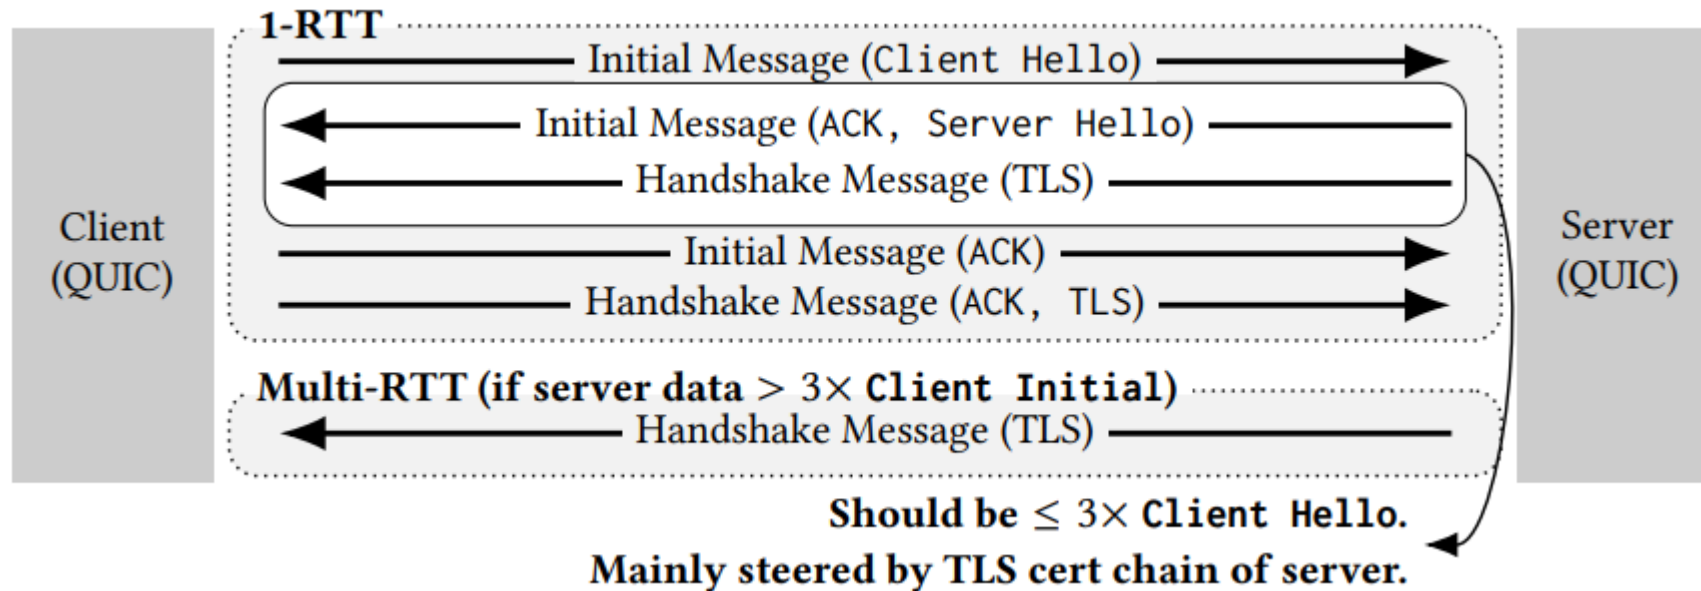 1-RTT
Initial Message (Client Hello)
Initial Message (ACK, Server Hello)
Handshake Message (TLS)
Client
(QUIC)
Server
(QUIC)
Initial Message (ACK)
Handshake Message (ACK, TLS)
Multi-RTT (if server data > 3× Client Initial)
Handshake Message (TLS)
Should be ≤ 3× Client Hello.
Mainly steered by TLS cert chain of server.